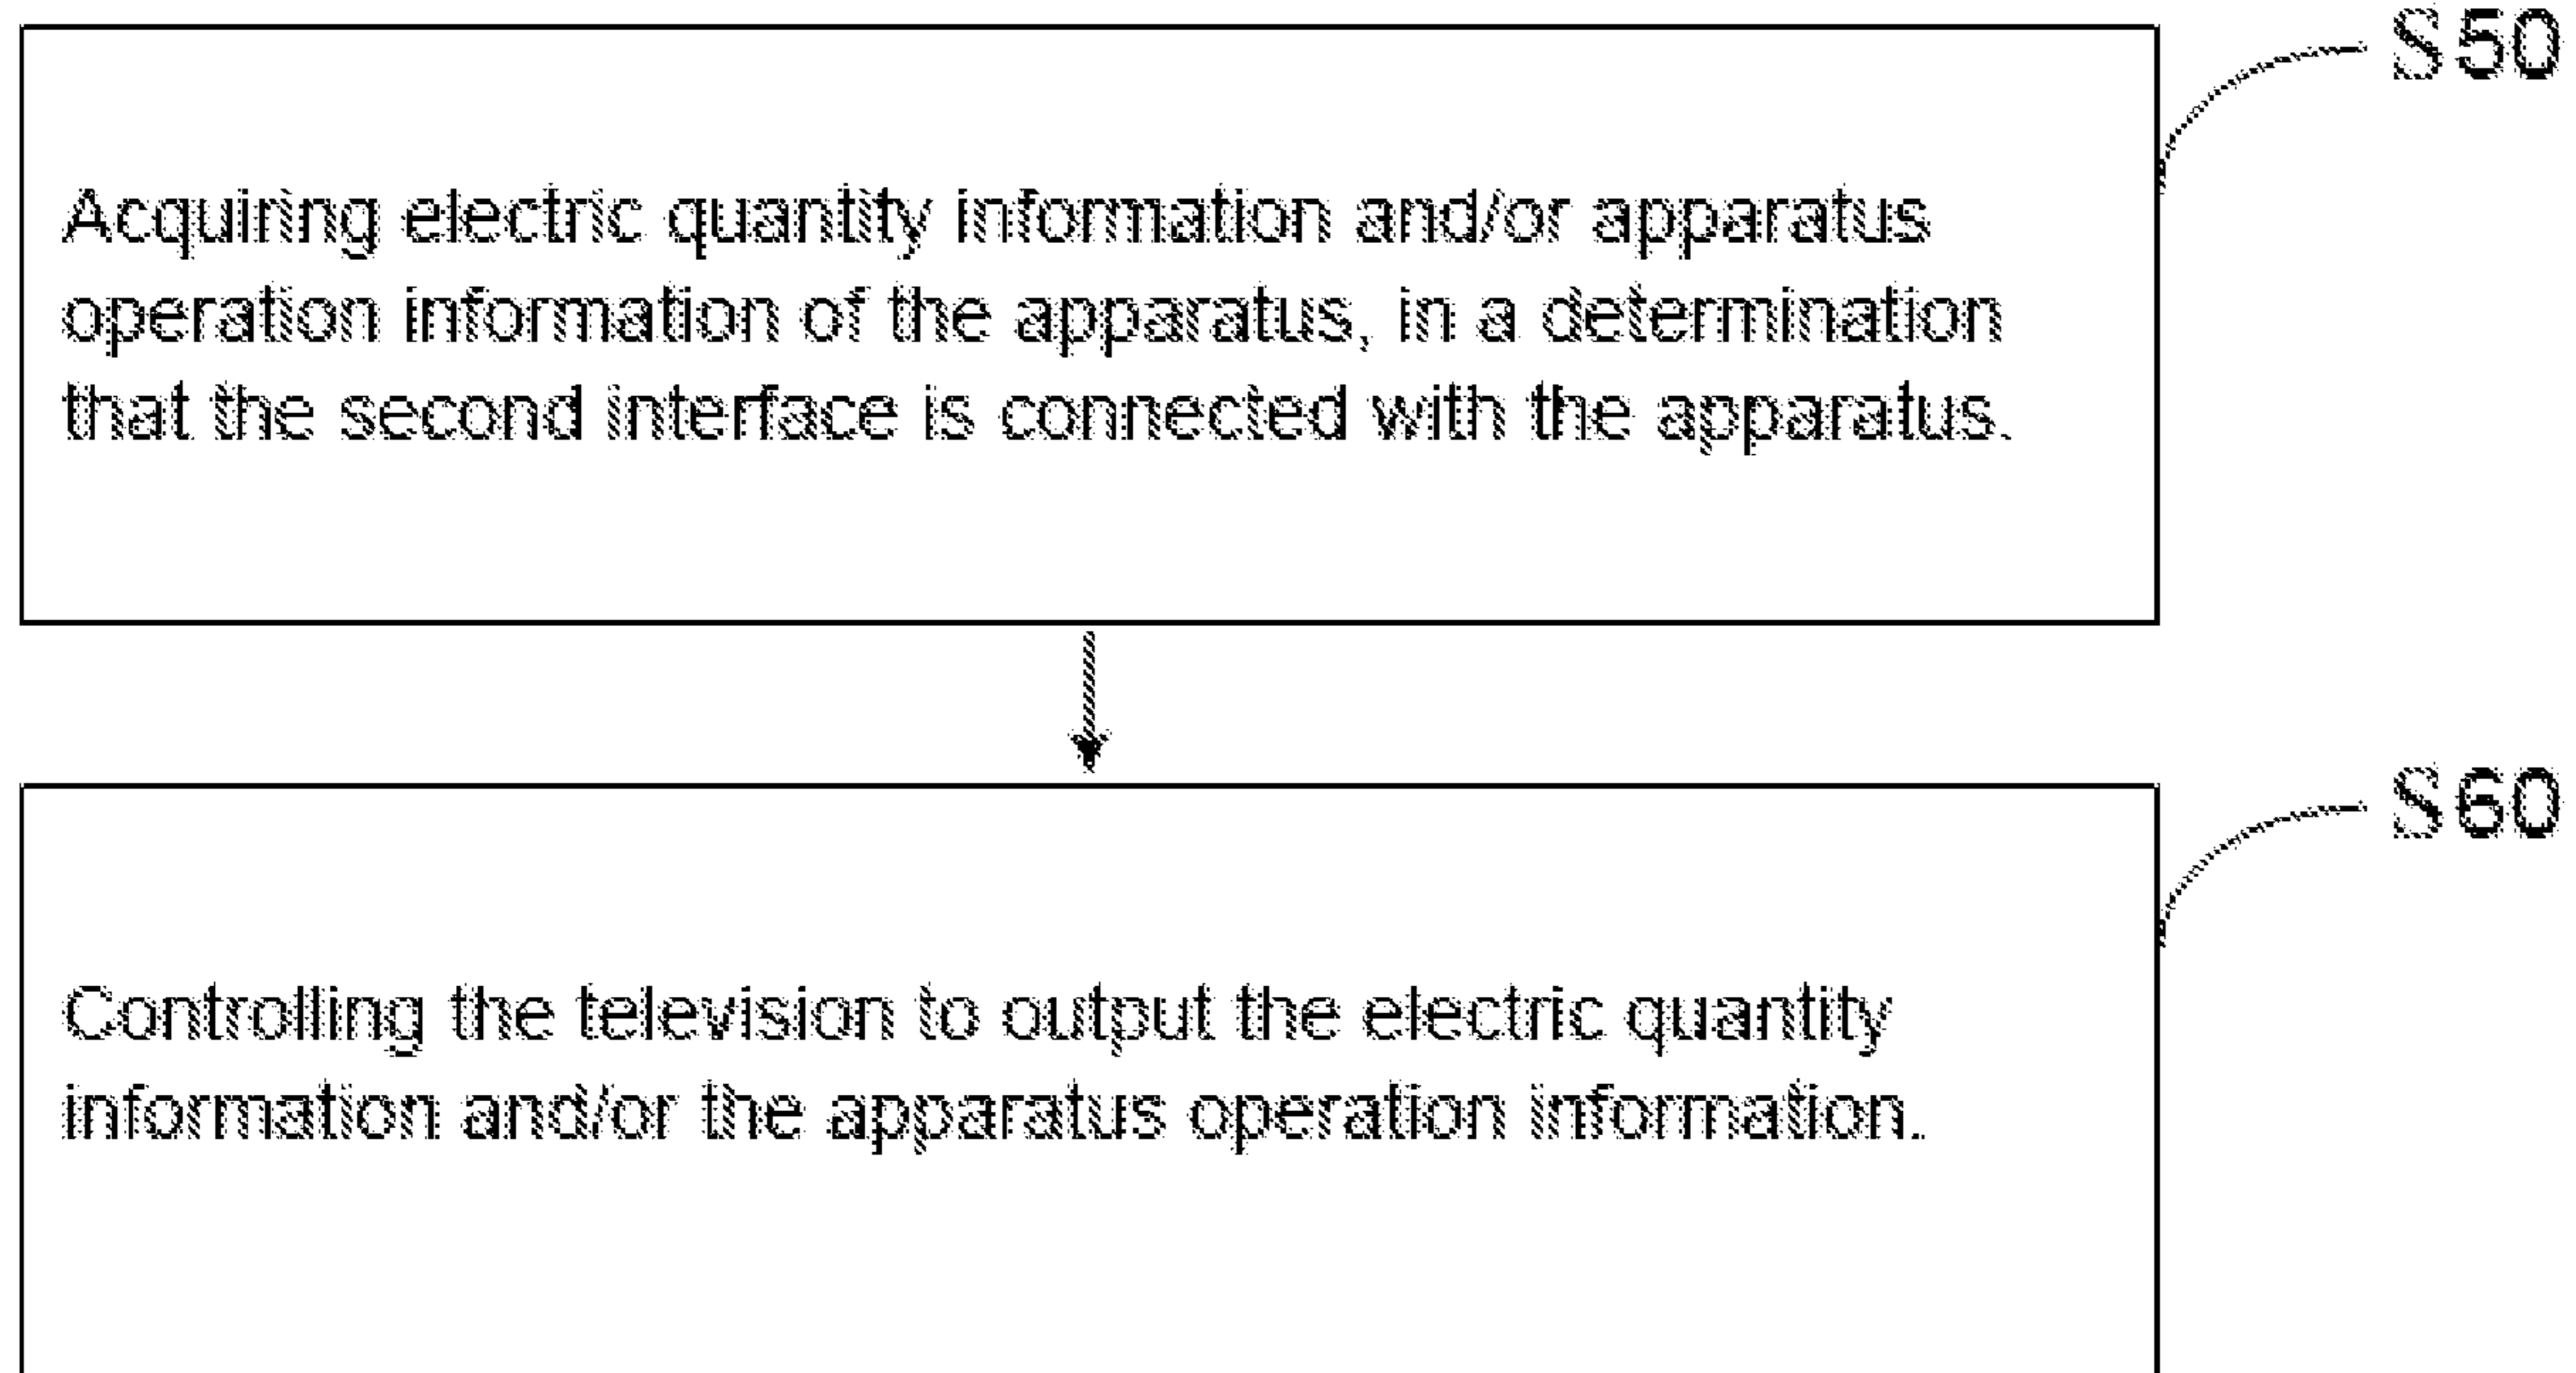 S50
Acquiring electric quantity information and/or apparatus
operation information of the apparatus, in a determination
that the second interface is connected with the apparatus.
S60
Controlling the television to output the electric quantity
information and/or the apparatus operation information.